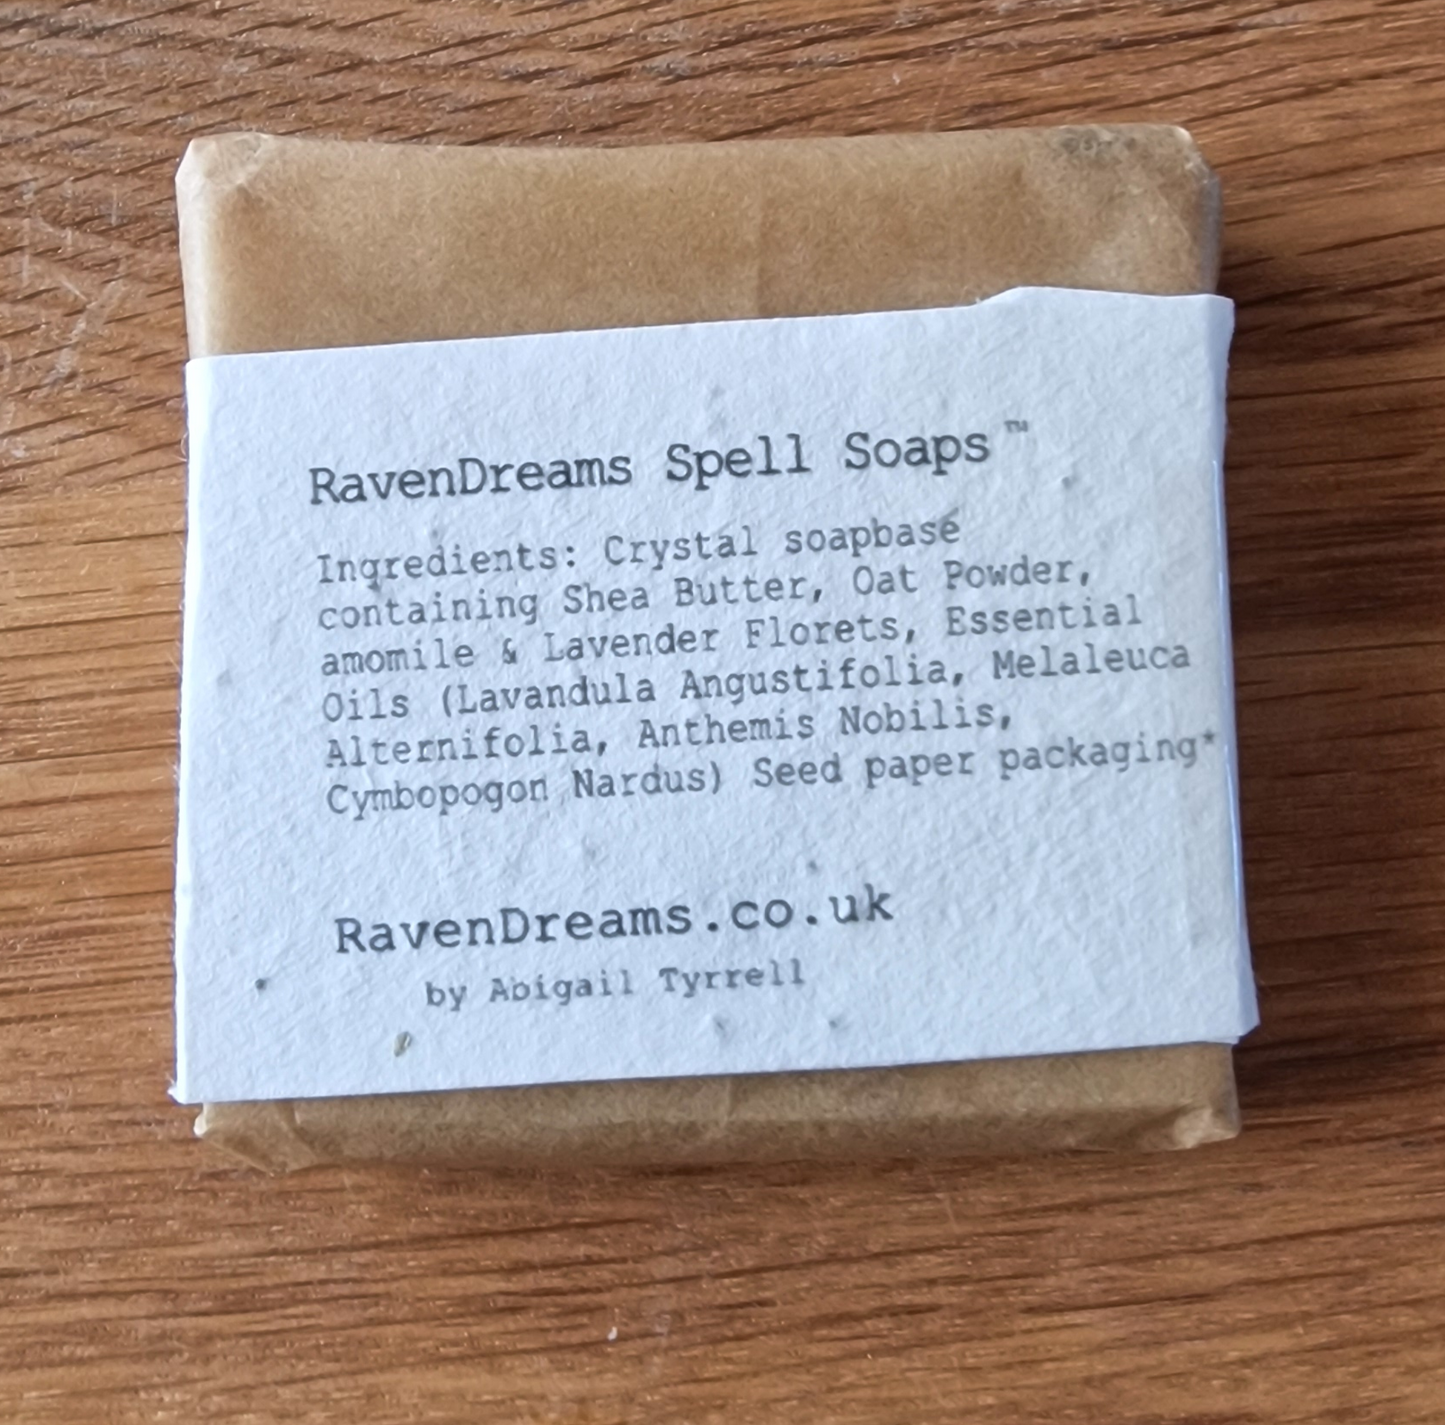 RavenDreams Spell Soaps™
Ingredients: Crystal soapbase
containing Shea Butter, Oat Powder,
amomile & Lavender Florets, Essential
Oils (Lavandula Angustifolia, Melaleuca
Alternifolia, Anthemis Nobilis,
Cymbopogon Nardus) Seed paper packaging*
RavenDreams.co.uk
by Abigail Tyrrell